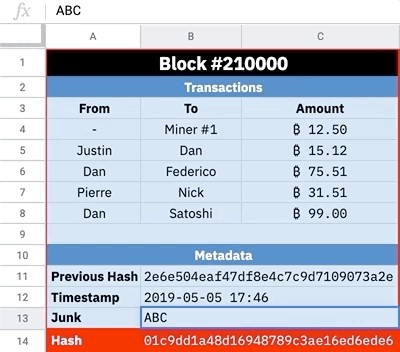 fx ABC
A B C
1 Block #210000
2 Transactions
3 From To Amount
4 - Miner #1 ₿ 12.50
5 Justin Dan ₿ 15.12
6 Dan Federico ₿ 75.51
7 Pierre Nick ₿ 31.51
8 Dan Satoshi ₿ 99.00
9
10 Metadata
11 Previous Hash 2e6e504eaf47df8e4c7c9d7109073a2e
12 Timestamp 2019-05-05 17:46
13 Junk ABC
14 Hash 01c9dd1a48d16948789c3ae16ed6ede6